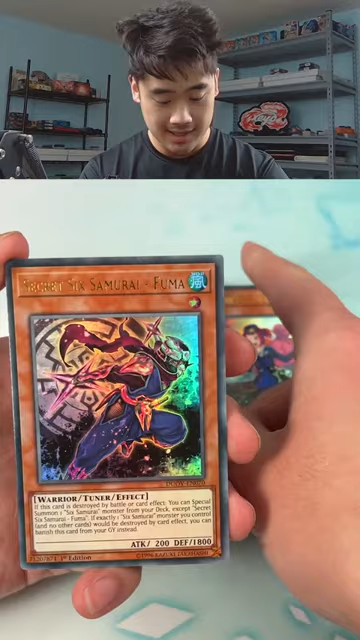 SECRET SIX SAMURAI - FUMA
風
[WARRIOR/TUNER/EFFECT]
If this card is destroyed by battle or card effect: You can Special
Summon 1 "Six Samurai" monster from your Deck, except "Secret
Six Samurai - Fuma". If exactly 1 "Six Samurai" monster you control
(and no other cards) would be destroyed by card effect, you can
banish this card from your GY instead.
ATK/ 200 DEF/1800
1st Edition
KAZUKI TAKAHASHI